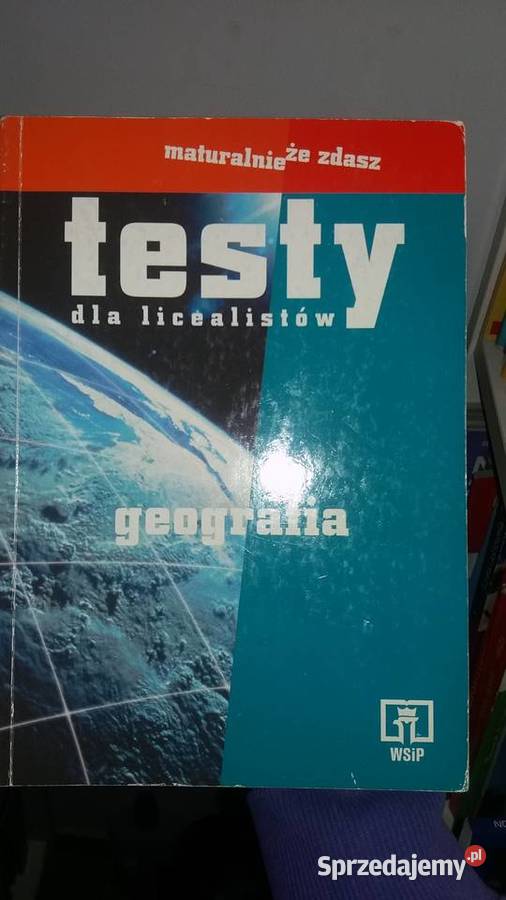 maturalnie że zdasz
testy
dla licealistów
geografia
WSiP
Sprzedajemy.pl